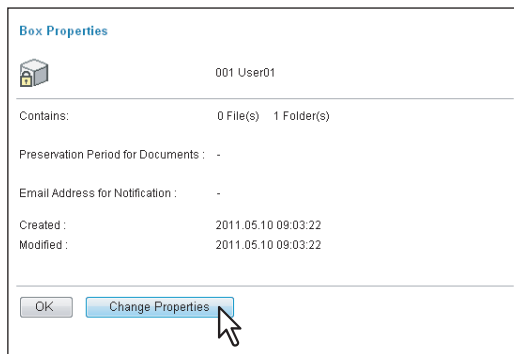 Box Properties
001 User01
Contains: 0 File(s) 1 Folder(s)
Preservation Period for Documents : -
Email Address for Notification : -
Created : 2011.05.10 09:03:22
Modified : 2011.05.10 09:03:22
OK Change Properties